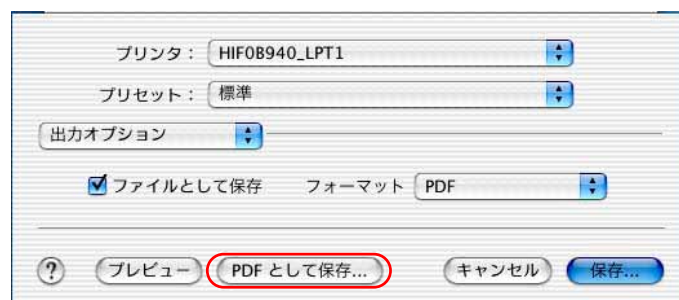 プリンタ： HIF0B940_LPT1
プリセット： 標準
出力オプション
ファイルとして保存 フォーマット PDF
? プレビュー PDF として保存... キャンセル 保存...